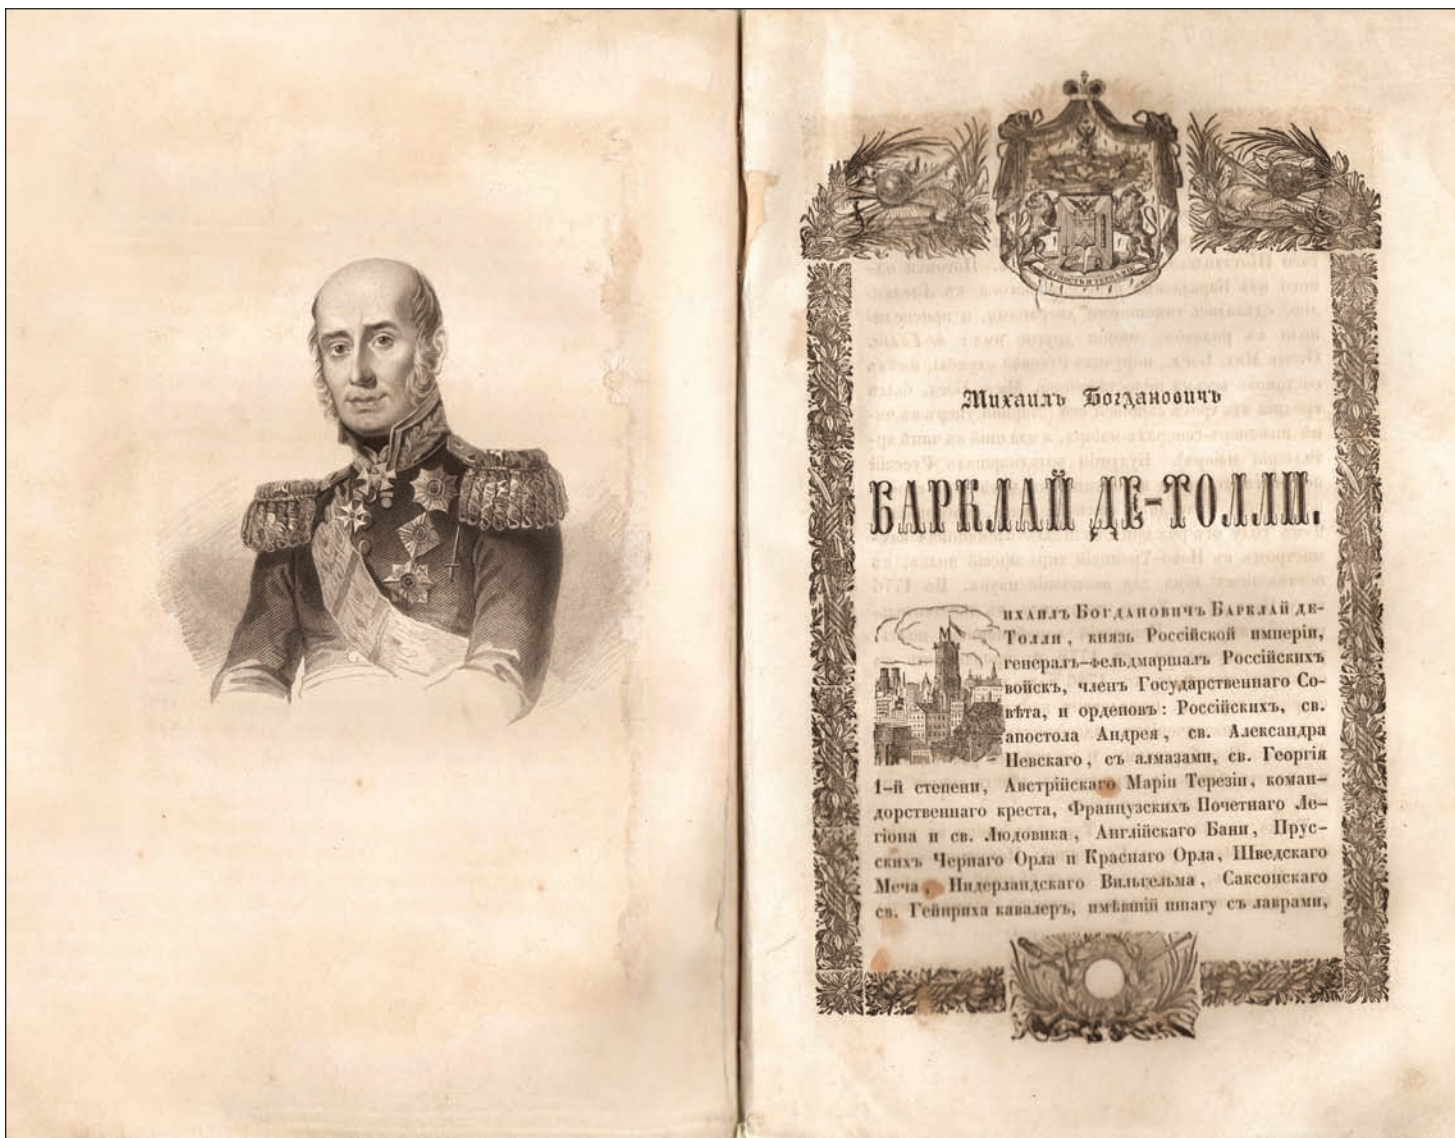 ВѢРНОСТЬ И ТЕРПѢНІЕ
Михаилъ Богдановичъ
БАРКЛАЙ ДЕ-ТОЛЛИ.
ИХАИЛЪ БОГДАНОВИЧЪ БАРКЛАЙ ДЕ-
ТОЛЛИ, князь Россійской имперіи,
генералъ-фельдмаршалъ Россійскихъ
войскъ, членъ Государственнаго Со-
вѣта, и орденовъ: Россійскихъ, св.
апостола Андрея, св. Александра
Невскаго, съ алмазами, св. Георгія
1-й степени, Австрійскаго Маріи Терезіи, коман-
дорственнаго креста, Французскихъ Почетнаго Ле-
гіона и св. Людовика, Англійскаго Бани, Прус-
скихъ Чернаго Орла и Краснаго Орла, Шведскаго
Меча, Нидерландскаго Вильгельма, Саксонскаго
св. Гейнриха кавалеръ, имѣвшій шпагу съ лаврами,